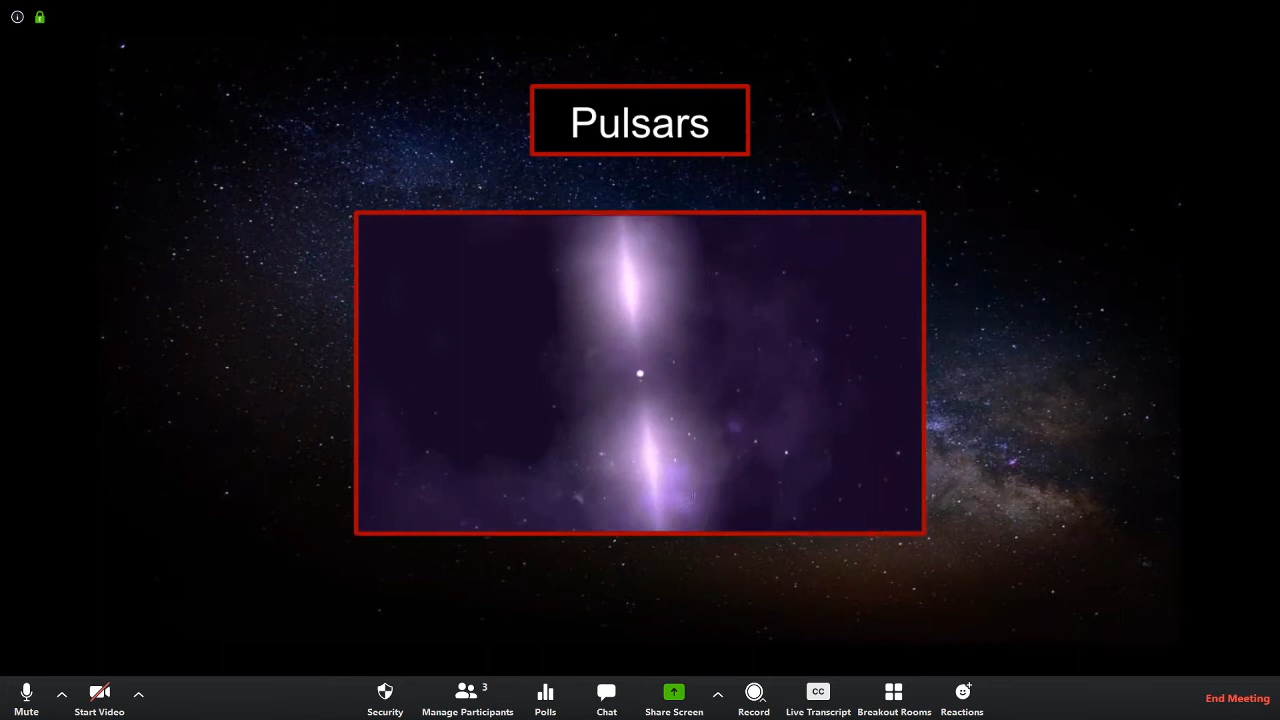 Pulsars
Mute
Start Video
Security
Manage Participants
3
Polls
Chat
Share Screen
Record
CC
Live Transcript
Breakout Rooms
Reactions
End Meeting